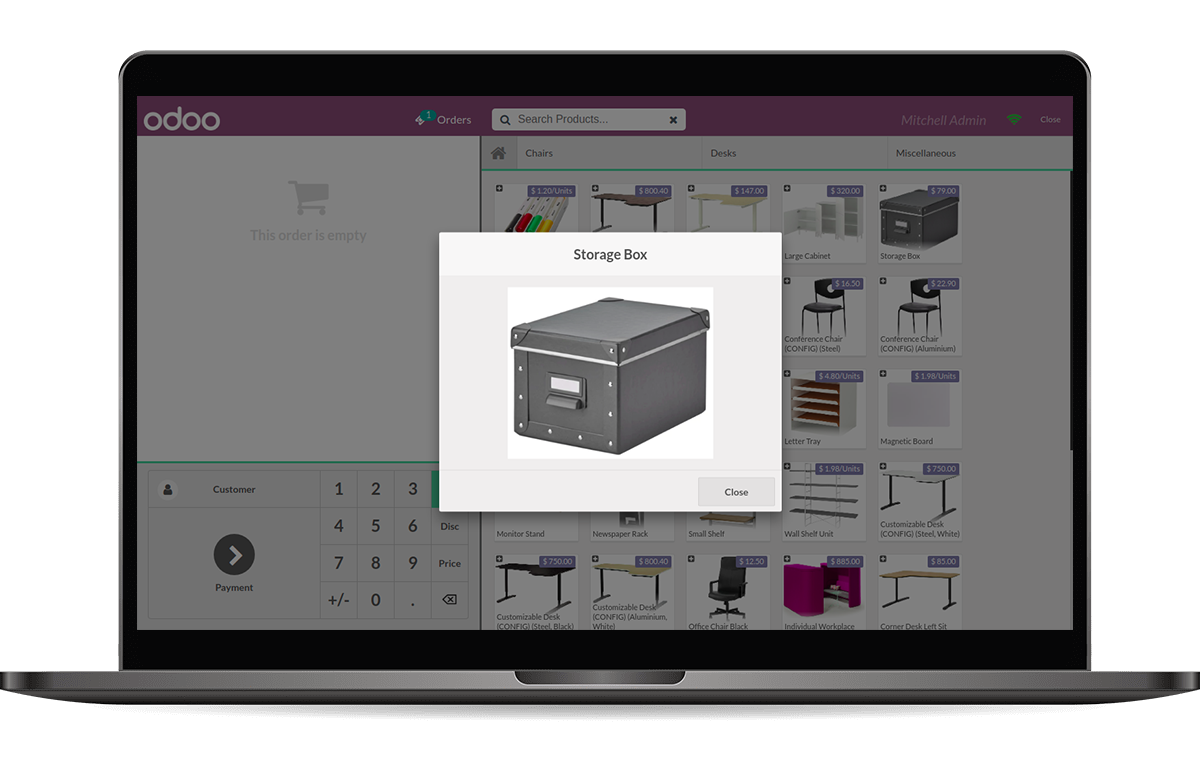 odoo
1
Orders
Search Products...
Mitchell Admin
Close
Chairs
Desks
Miscellaneous
This order is empty
$ 1.20/Units
$ 800.40
$ 147.00
$ 320.00
Large Cabinet
$ 79.00
Storage Box
$ 16.50
Conference Chair
(CONFIG) (Steel)
$ 22.90
Conference Chair
(CONFIG) (Aluminium)
$ 4.80/Units
Letter Tray
$ 1.98/Units
Magnetic Board
Monitor Stand
Newspaper Rack
Small Shelf
$ 1.98/Units
Wall Shelf Unit
$ 750.00
Customizable Desk
(CONFIG) (Steel, White)
$ 750.00
Customizable Desk
(CONFIG) (Steel, Black)
$ 800.40
Customizable Desk
(CONFIG) (Aluminium,
White)
$ 12.50
Office Chair Black
$ 885.00
Individual Workplace
$ 85.00
Corner Desk Left Sit
Storage Box
Close
Customer
Payment
1 2 3
4 5 6 Disc
7 8 9 Price
+/- 0 .